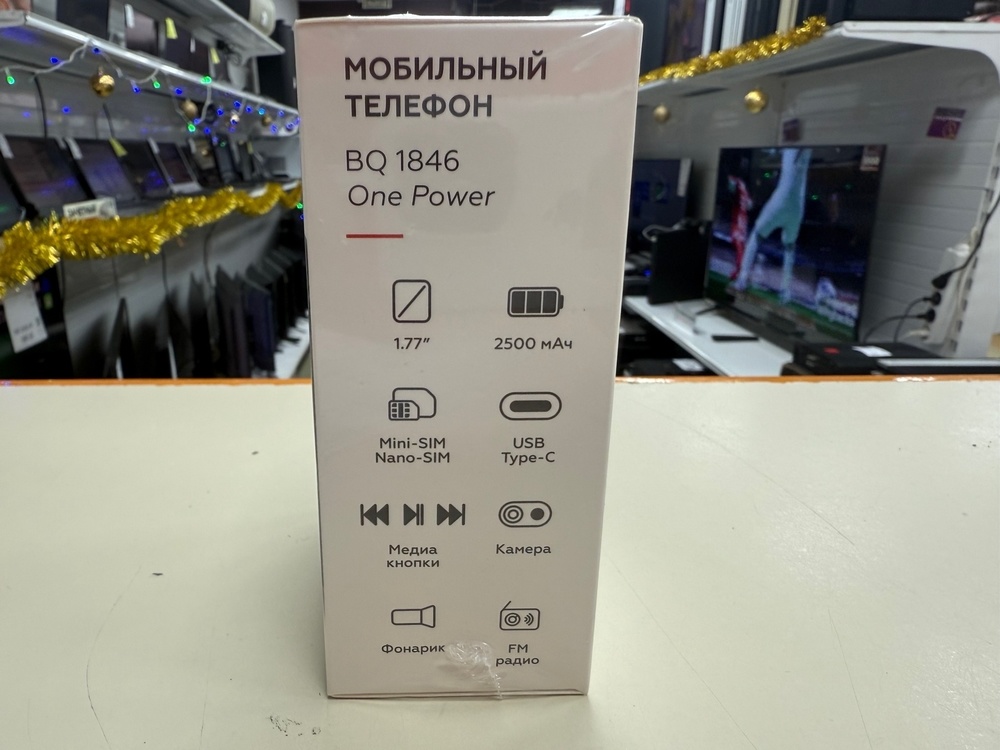 МОБИЛЬНЫЙ
ТЕЛЕФОН
BQ 1846
One Power
1.77″
2500 мАч
Mini-SIM
Nano-SIM
USB
Type-C
Медиа
кнопки
Камера
Фонарик
FM
радио